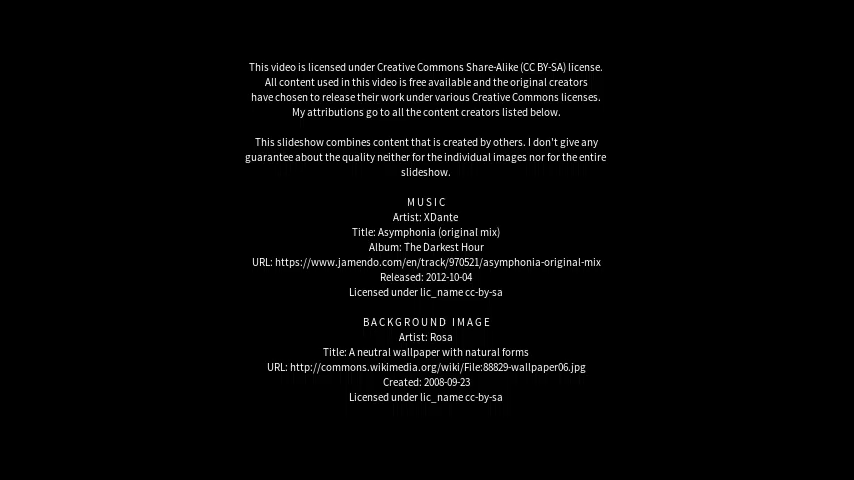 This video is licensed under Creative Commons Share-Alike (CC BY-SA) license.
All content used in this video is free available and the original creators
have chosen to release their work under various Creative Commons licenses.
My attributions go to all the content creators listed below.
This slideshow combines content that is created by others. I don't give any
guarantee about the quality neither for the individual images nor for the entire
slideshow.
MUSIC
Artist: XDante
Title: Asymphonia (original mix)
Album: The Darkest Hour
URL: https://www.jamendo.com/en/track/970521/asymphonia-original-mix
Released: 2012-10-04
Licensed under lic_name cc-by-sa
BACKGROUND IMAGE
Artist: Rosa
Title: A neutral wallpaper with natural forms
URL: http://commons.wikimedia.org/wiki/File:88829-wallpaper06.jpg
Created: 2008-09-23
Licensed under lic_name cc-by-sa